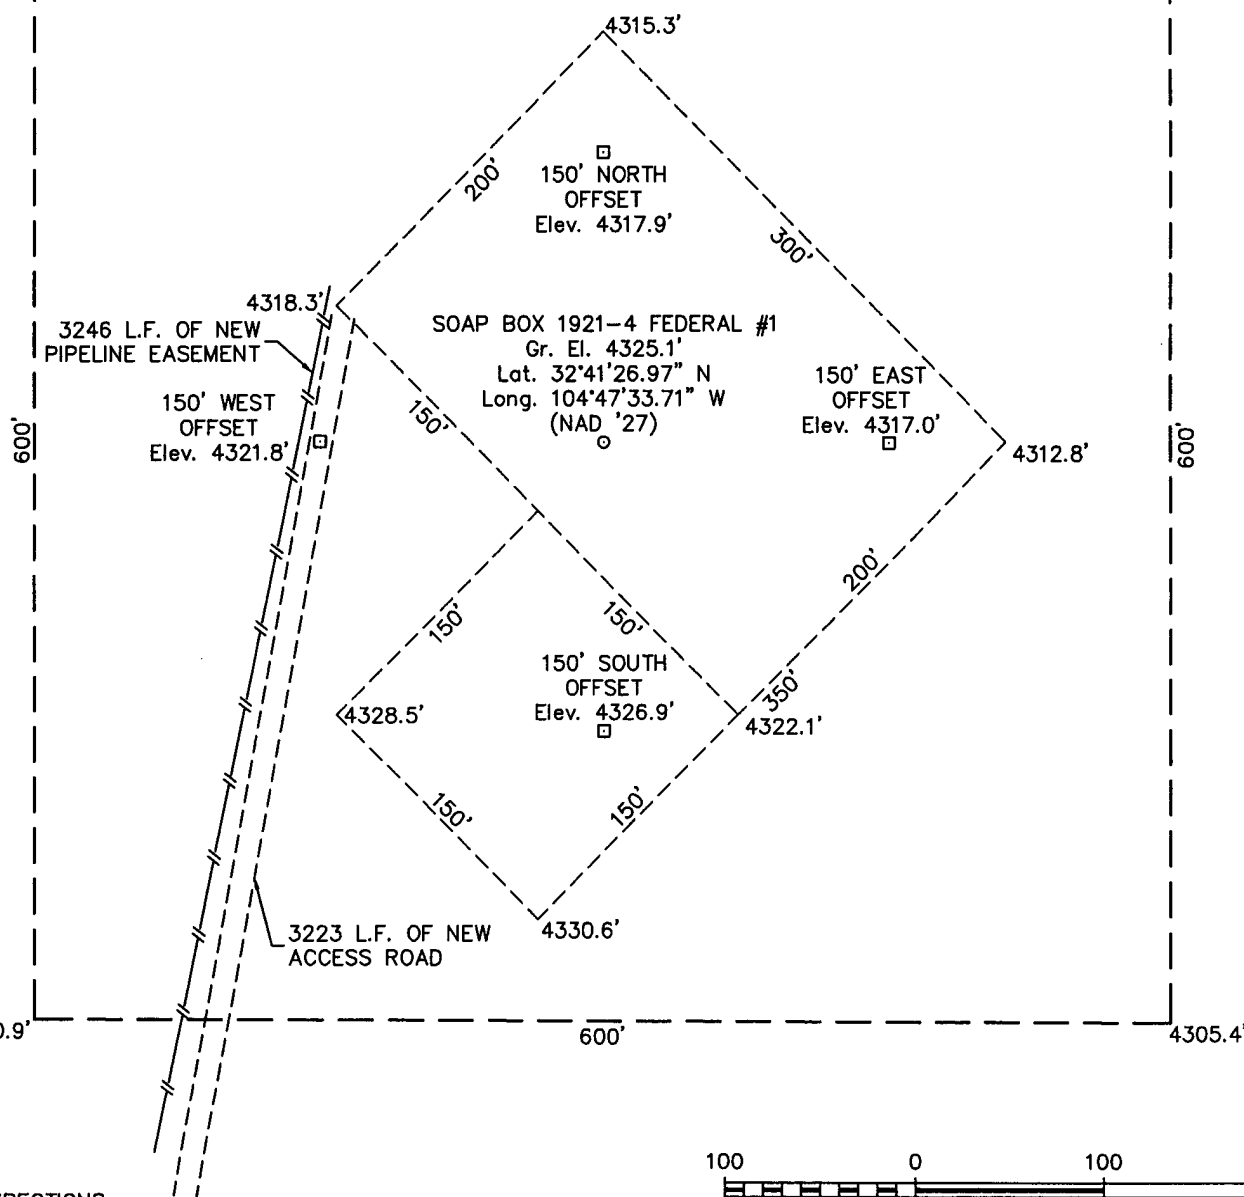 4315.3'
200'
150' NORTH
OFFSET
Elev. 4317.9'
300'
4318.3'
3246 L.F. OF NEW
PIPELINE EASEMENT
SOAP BOX 1921-4 FEDERAL #1
Gr. El. 4325.1'
Lat. 32°41'26.97" N
Long. 104°47'33.71" W
(NAD '27)
150' WEST
OFFSET
Elev. 4321.8'
150' EAST
OFFSET
Elev. 4317.0'
150'
600'
4312.8'
600'
200'
150'
150'
150' SOUTH
OFFSET
Elev. 4326.9'
350'
4328.5'
4322.1'
150'
150'
4330.6'
3223 L.F. OF NEW
ACCESS ROAD
0.9'
600'
4305.4'
100 0 100